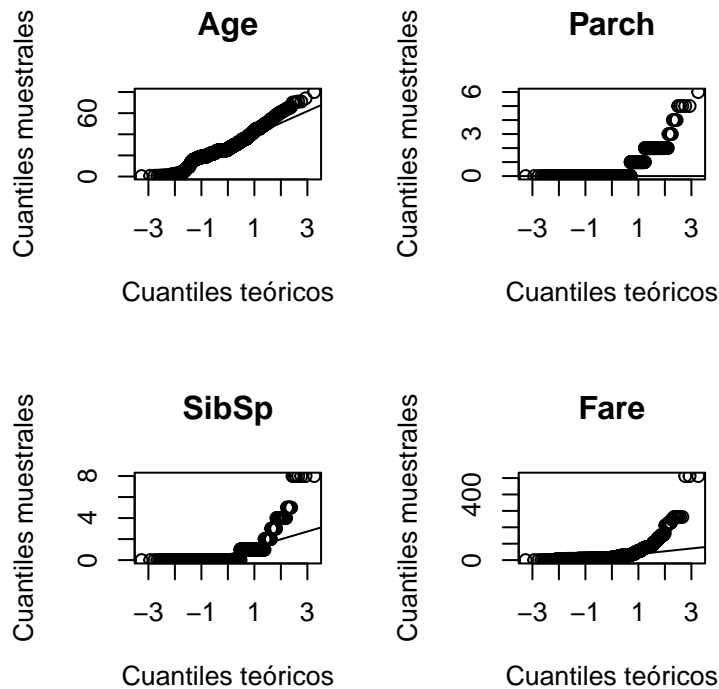 Age
Cuantiles muestrales
60
0
−3 −1 1 3
Cuantiles teóricos
Parch
Cuantiles muestrales
6
3
0
−3 −1 1 3
Cuantiles teóricos
SibSp
Cuantiles muestrales
8
4
0
−3 −1 1 3
Cuantiles teóricos
Fare
Cuantiles muestrales
400
0
−3 −1 1 3
Cuantiles teóricos